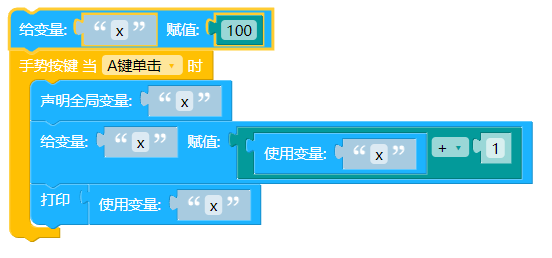 给变量: “ x ” 赋值: 100
手势按键 当 A键单击 时
声明全局变量: “ x ”
给变量: “ x ” 赋值: 使用变量: “ x ” + 1
打印 使用变量: “ x ”